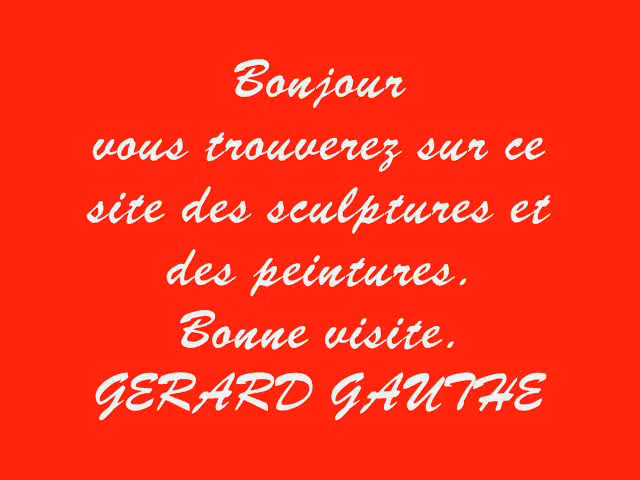 Bonjour
vous trouverez sur ce
site des sculptures et
des peintures.
Bonne visite.
GERARD GAUTHE